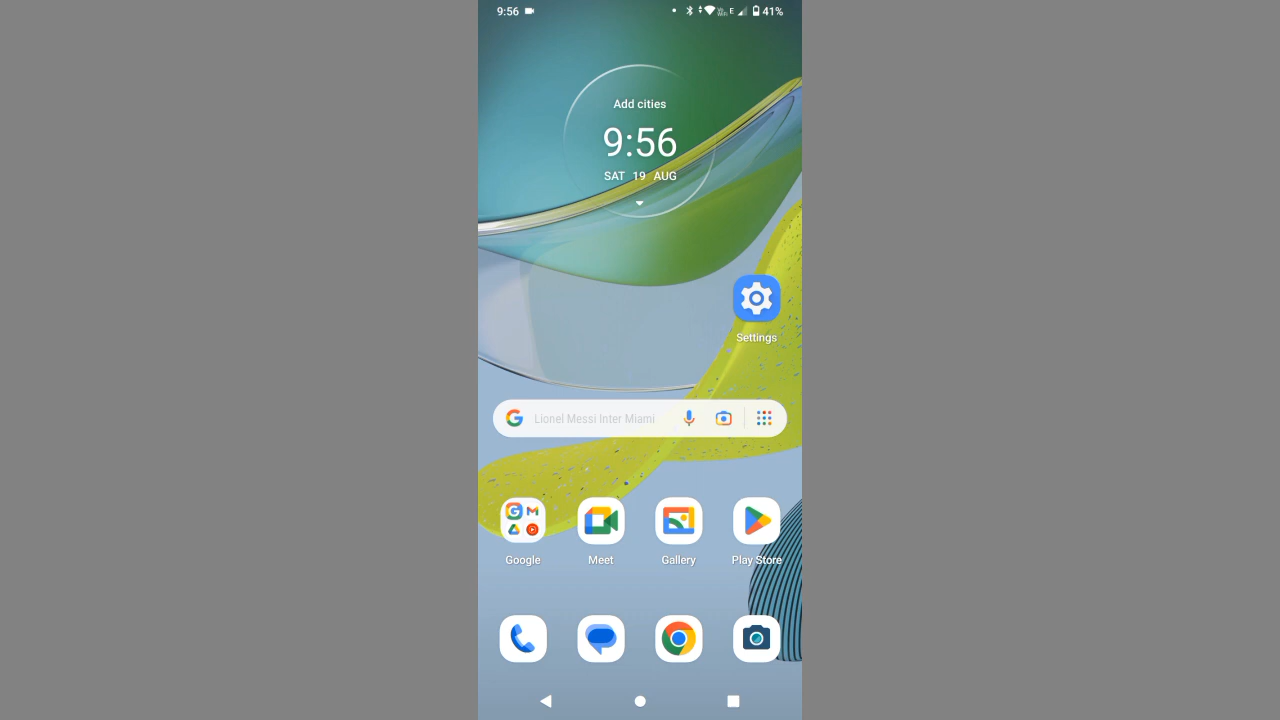 9:56 E 41%
Add cities
9:56
SAT 19 AUG
Settings
Lionel Messi Inter Miami
Google Meet Gallery Play Store